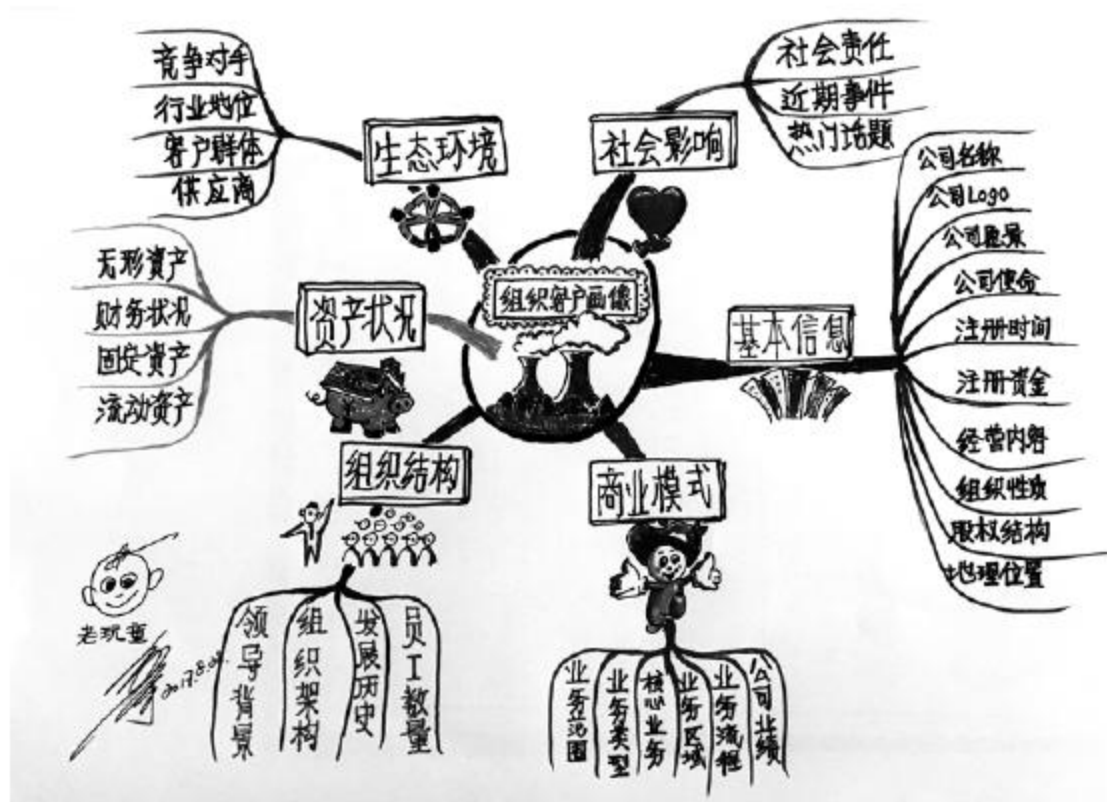 组织客户画像
社会影响
社会责任
近期事件
热门话题
基本信息
公司名称
公司Logo
公司愿景
公司使命
注册时间
注册资金
经营内容
组织性质
股权结构
地理位置
商业模式
业务范围
业务类型
核心业务
业务区域
业务流程
公司业绩
组织结构
领导背景
组织架构
发展历史
员工数量
资产状况
无形资产
财务状况
固定资产
流动资产
生态环境
竞争对手
行业地位
客户群体
供应商
老玩童